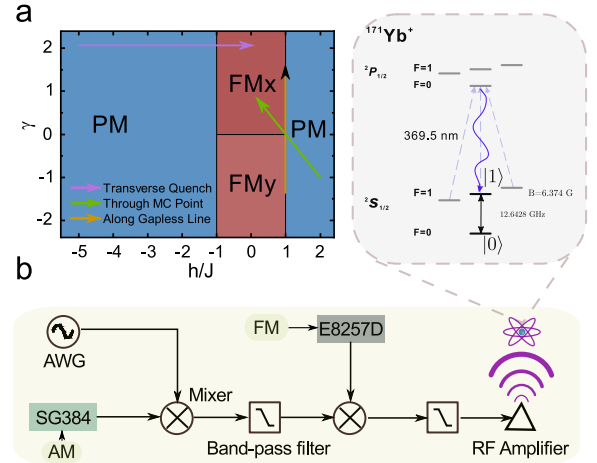 a
2
1
0
-1
-2
γ
PM
FMx
FMy
PM
Transverse Quench
Through MC Point
Along Gapless Line
-5 -4 -3 -2 -1 0 1 2
h/J
¹⁷¹Yb⁺
²P₁/₂
F=1
F=0
369.5 nm
|1⟩
B=6.374 G
²S₁/₂
F=1
12.6428 GHz
F=0
|0⟩
b
AWG
FM
E8257D
Mixer
SG384
AM
Band-pass filter
RF Amplifier